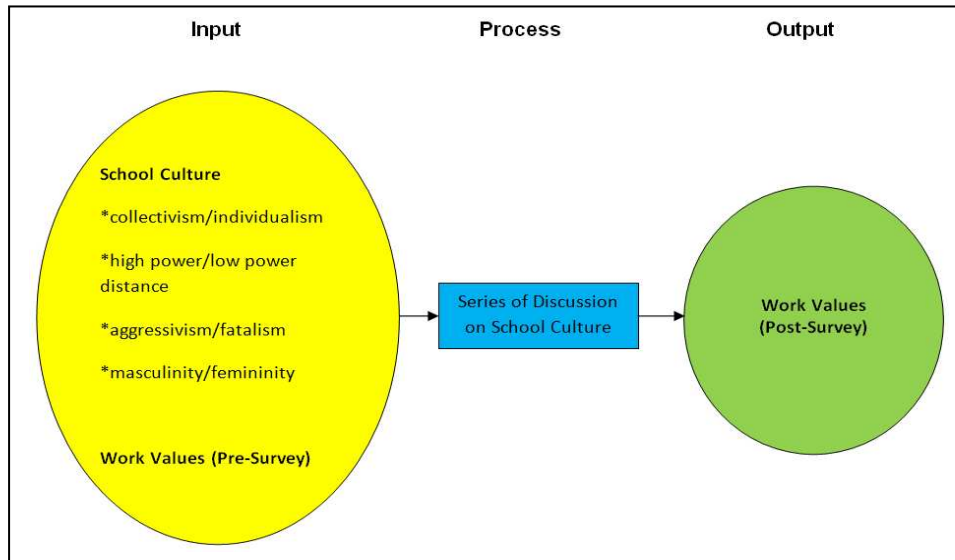 Input
Process
Output
School Culture
*collectivism/individualism
*high power/low power
distance
*aggressivism/fatalism
*masculinity/femininity
Work Values (Pre-Survey)
Series of Discussion
on School Culture
Work Values
(Post-Survey)